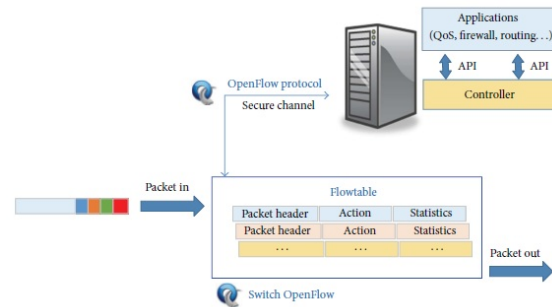 Applications
(QoS, firewall, routing...)
API API
Controller
OpenFlow protocol
Secure channel
Packet in
Flowtable
Packet header Action Statistics
Packet header Action Statistics
... ... ...
Packet out
Switch OpenFlow